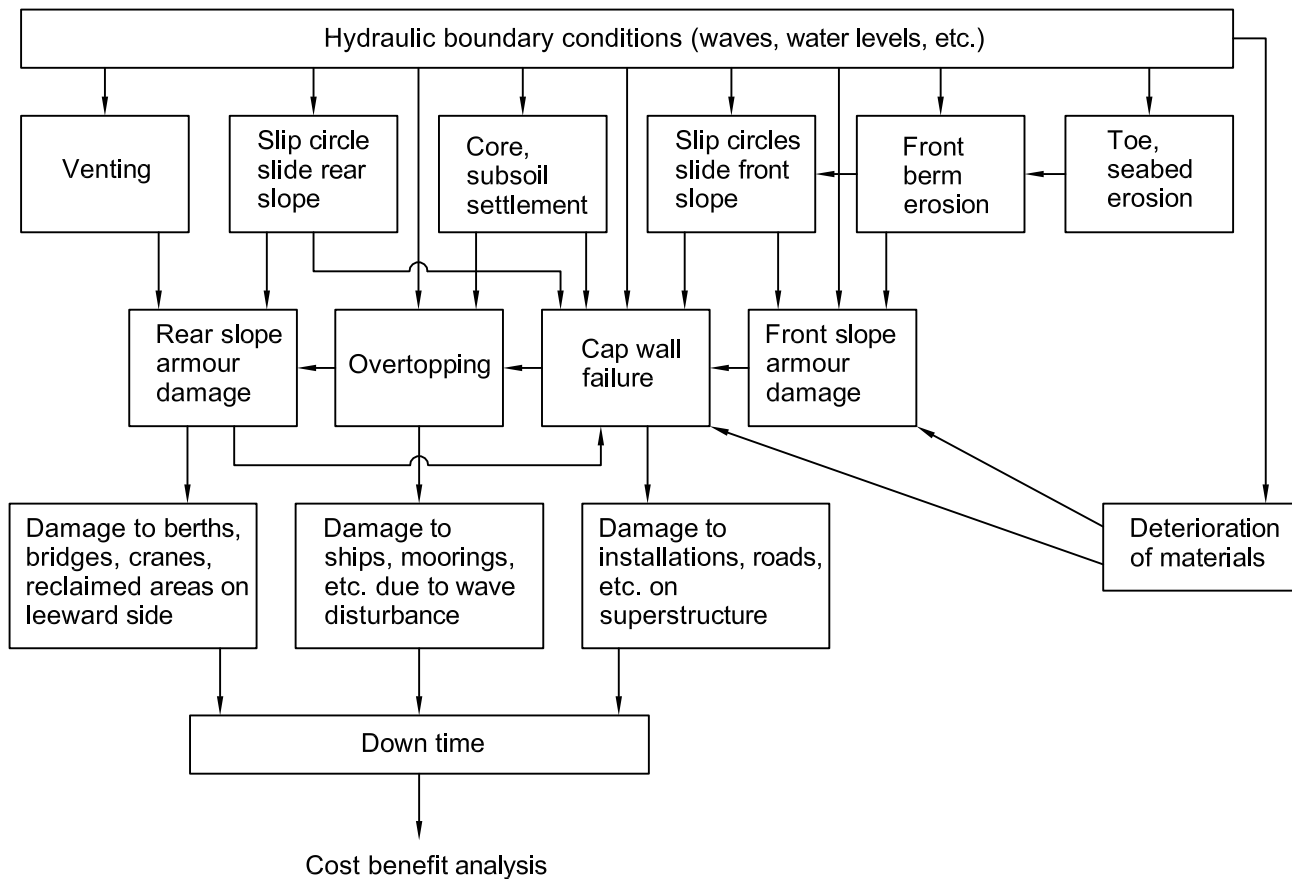 Hydraulic boundary conditions (waves, water levels, etc.)
Venting
Slip circle
slide rear
slope
Core,
subsoil
settlement
Slip circles
slide front
slope
Front
berm
erosion
Toe,
seabed
erosion
Rear slope
armour
damage
Overtopping
Cap wall
failure
Front slope
armour
damage
Damage to berths,
bridges, cranes,
reclaimed areas on
leeward side
Damage to
ships, moorings,
etc. due to wave
disturbance
Damage to
installations, roads,
etc. on
superstructure
Deterioration
of materials
Down time
Cost benefit analysis